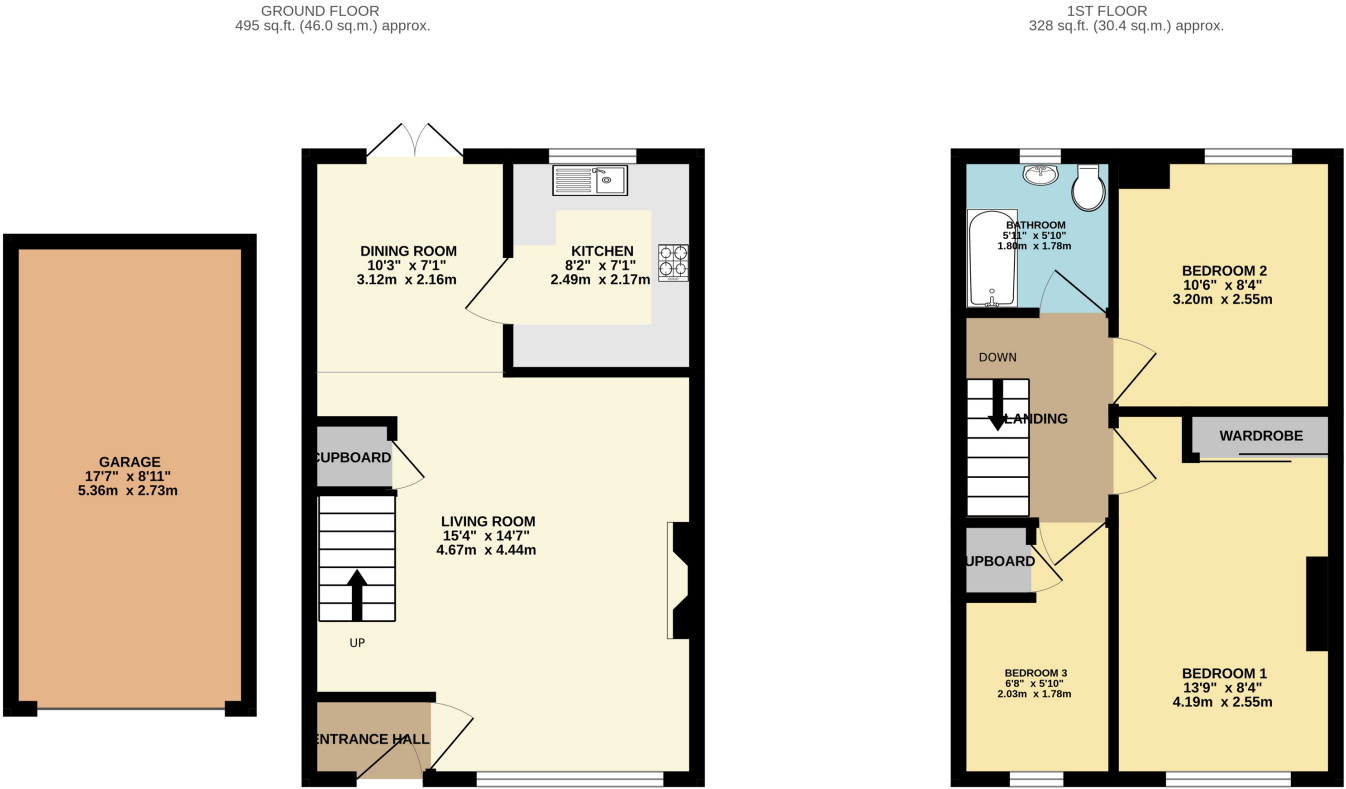 GROUND FLOOR
495 sq.ft. (46.0 sq.m.) approx.
1ST FLOOR
328 sq.ft. (30.4 sq.m.) approx.
GARAGE
17'7" x 8'11"
5.36m x 2.73m
DINING ROOM
10'3" x 7'1"
3.12m x 2.16m
KITCHEN
8'2" x 7'1"
2.49m x 2.17m
CUPBOARD
LIVING ROOM
15'4" x 14'7"
4.67m x 4.44m
UP
ENTRANCE HALL
BATHROOM
5'11" x 5'10"
1.80m x 1.78m
BEDROOM 2
10'6" x 8'4"
3.20m x 2.55m
DOWN
LANDING
WARDROBE
UPBOARD
BEDROOM 3
6'8" x 5'10"
2.03m x 1.78m
BEDROOM 1
13'9" x 8'4"
4.19m x 2.55m